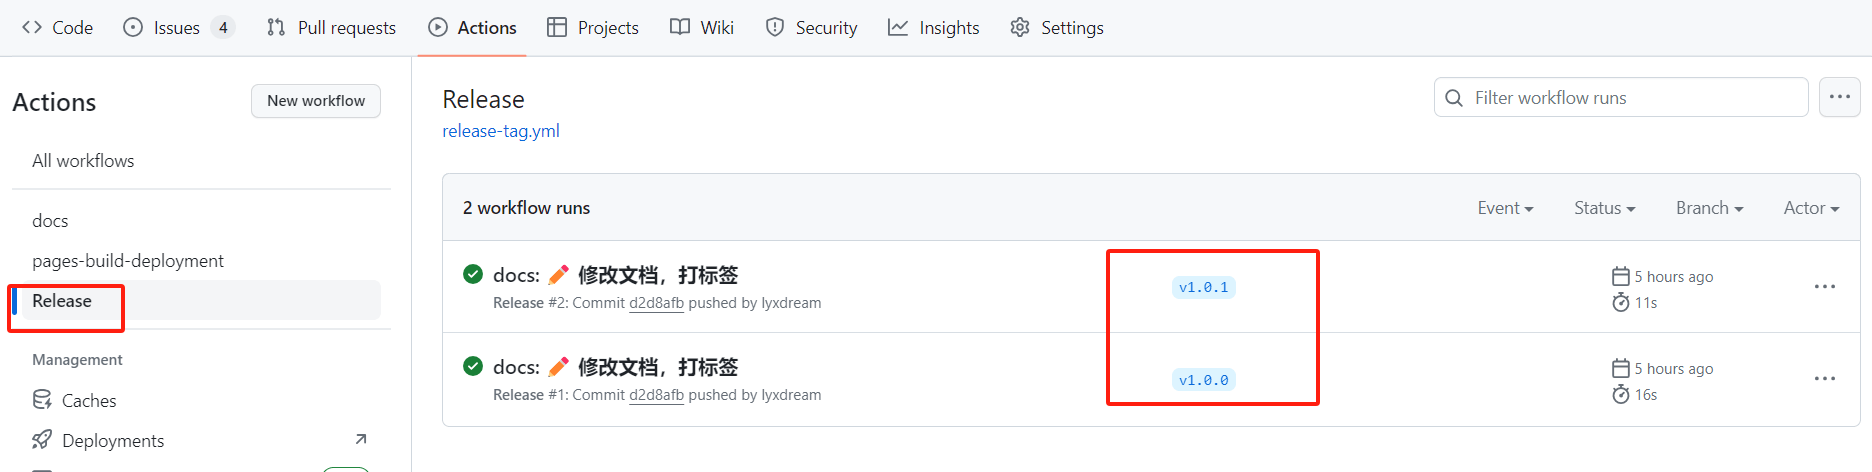 Code Issues 4 Pull requests Actions Projects Wiki Security Insights Settings
Actions
New workflow
All workflows
docs
pages-build-deployment
Release
Management
Caches
Deployments
Release
Filter workflow runs
release-tag.yml
2 workflow runs
Event Status Branch Actor
docs: ✏️ 修改文档，打标签
v1.0.1
5 hours ago
Release #2: Commit d2d8afb pushed by lyxdream
11s
docs: ✏️ 修改文档，打标签
v1.0.0
5 hours ago
Release #1: Commit d2d8afb pushed by lyxdream
16s